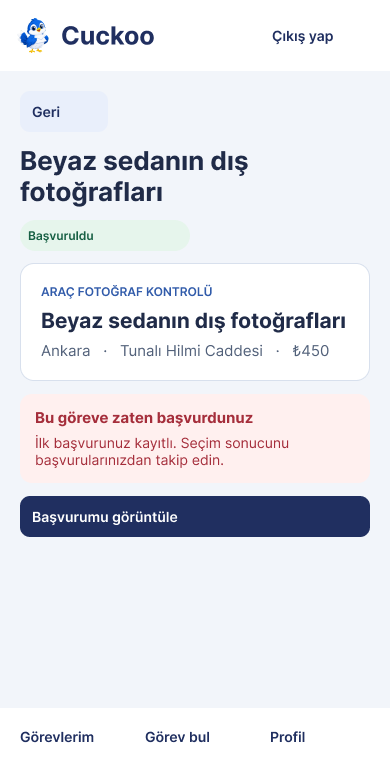 Cuckoo
Çıkış yap
Geri
Beyaz sedanın dış
fotoğrafları
Başvuruldu
ARAÇ FOTOĞRAF KONTROLÜ
Beyaz sedanın dış fotoğrafları
Ankara · Tunalı Hilmi Caddesi · ₺450
Bu göreve zaten başvurdunuz
İlk başvurunuz kayıtlı. Seçim sonucunu
başvurularınızdan takip edin.
Başvurumu görüntüle
Görevlerim
Görev bul
Profil